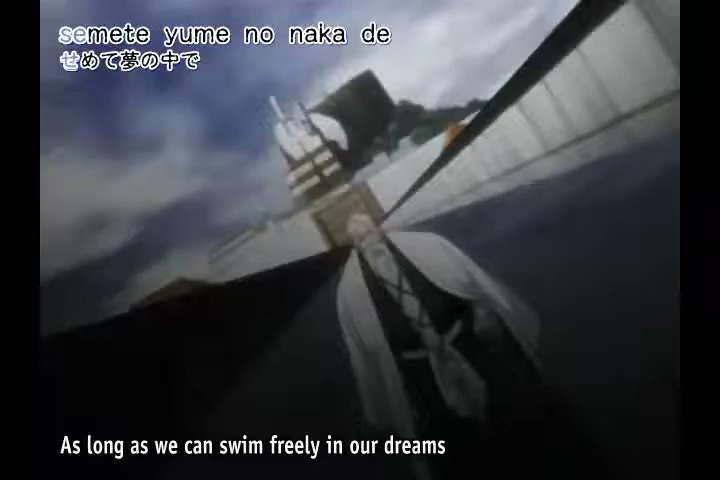 semete yume no naka de
せめて夢の中で
As long as we can swim freely in our dreams